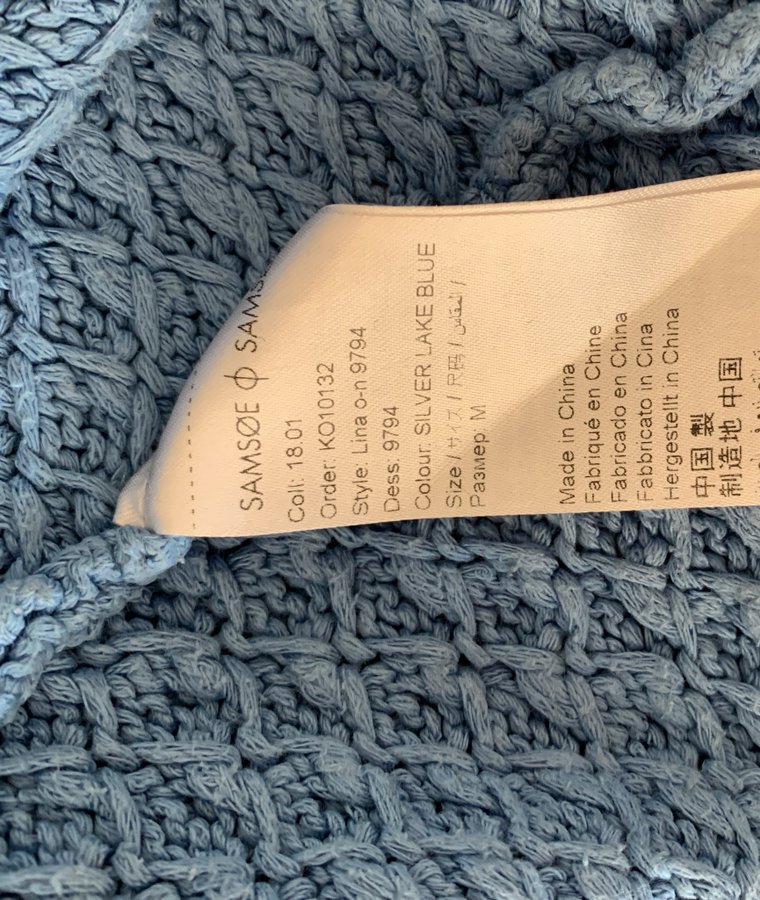 SAMSØE Φ SAMS
Coll: 18.01
Order: KO10132
Style: Lina o-n 9794
Dess: 9794
Colour: SILVER LAKE BLUE
Size / サイズ / 尺码 / المقاس /
Размер: M
Made in China
Fabriqué en Chine
Fabricado en China
Fabbricato in Cina
Hergestellt in China
中国 製
制造地 中国